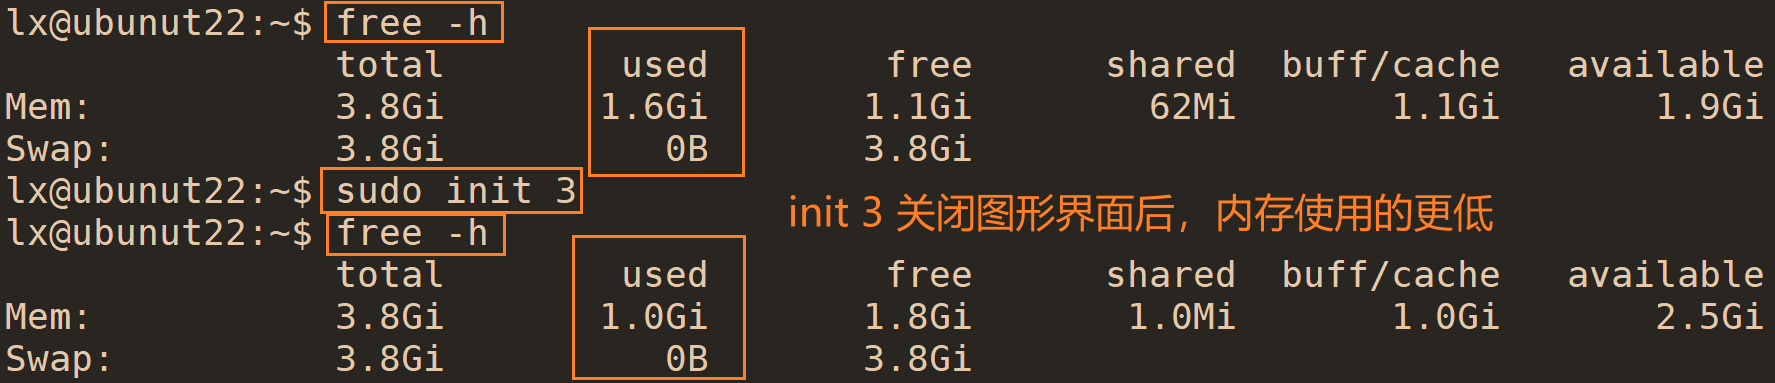 lx@ubunut22:~$ free -h
total used free shared buff/cache available
Mem: 3.8Gi 1.6Gi 1.1Gi 62Mi 1.1Gi 1.9Gi
Swap: 3.8Gi 0B 3.8Gi
lx@ubunut22:~$ sudo init 3
init 3 关闭图形界面后，内存使用的更低
lx@ubunut22:~$ free -h
total used free shared buff/cache available
Mem: 3.8Gi 1.0Gi 1.8Gi 1.0Mi 1.0Gi 2.5Gi
Swap: 3.8Gi 0B 3.8Gi